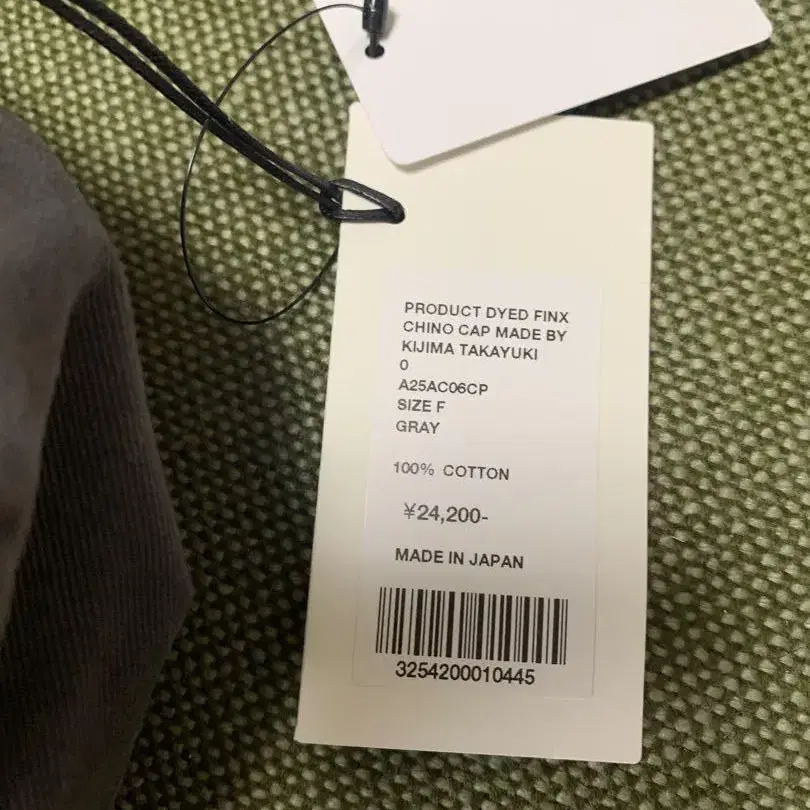 PRODUCT DYED FINX
CHINO CAP MADE BY
KIJIMA TAKAYUKI
0
A25AC06CP
SIZE F
GRAY
100% COTTON
¥24,200-
MADE IN JAPAN
3254200010445